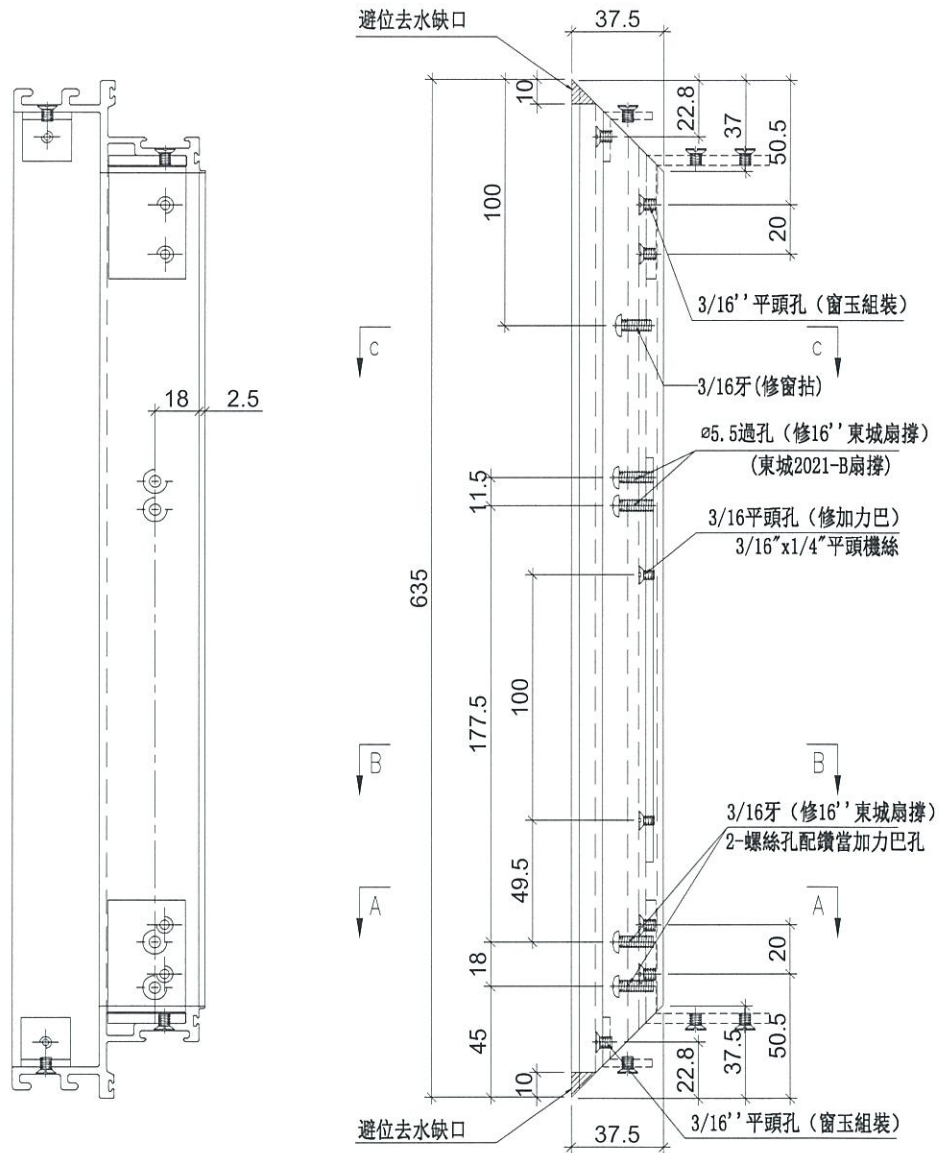 避位去水缺口
37.5
10
22.8
37
50.5
100
20
3/16''平頭孔（窗玉組裝）
C
C
3/16牙(修窗拈)
18
2.5
ø5.5過孔（修16''東城扇撐）
(東城2021-B扇撐)
11.5
3/16平頭孔（修加力巴）
3/16"x1/4"平頭機絲
635
100
177.5
B
B
3/16牙（修16''東城扇撐）
2-螺絲孔配鑽當加力巴孔
49.5
A
A
20
18
45
50.5
37.5
22.8
10
3/16''平頭孔（窗玉組裝）
避位去水缺口
37.5